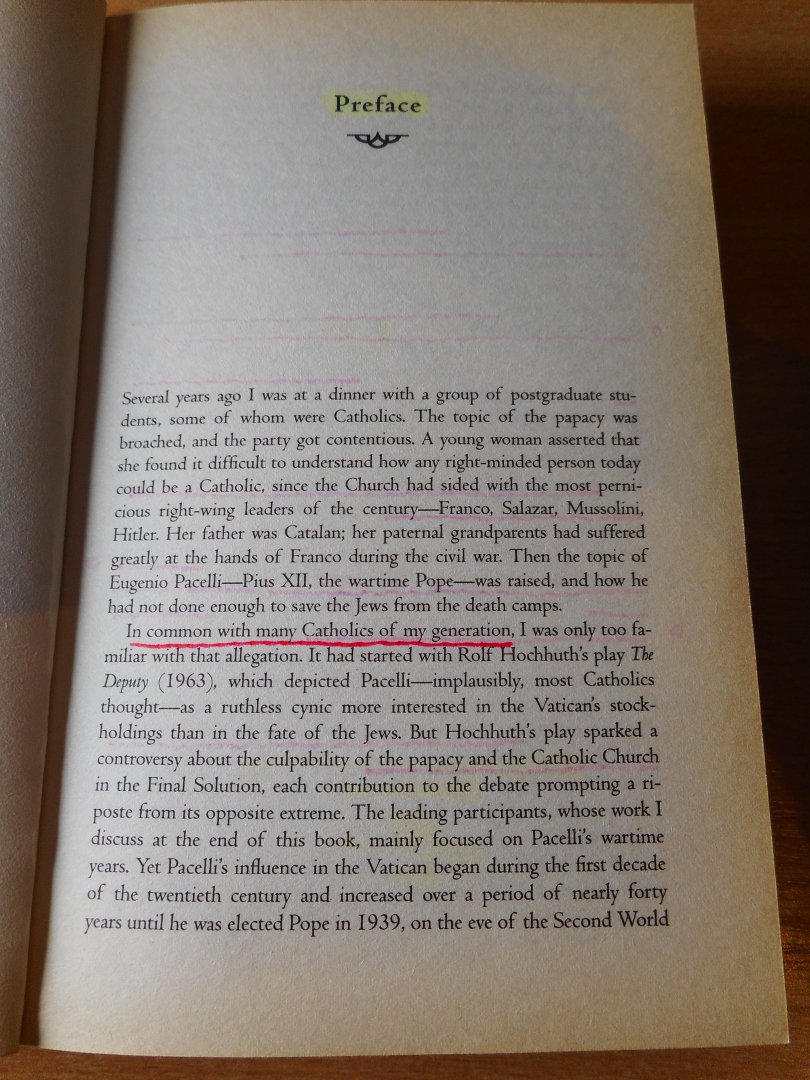 Preface
Several years ago I was at a dinner with a group of postgraduate stu-
dents, some of whom were Catholics. The topic of the papacy was
broached, and the party got contentious. A young woman asserted that
she found it difficult to understand how any right-minded person today
could be a Catholic, since the Church had sided with the most perni-
cious right-wing leaders of the century—Franco, Salazar, Mussolini,
Hitler. Her father was Catalan; her paternal grandparents had suffered
greatly at the hands of Franco during the civil war. Then the topic of
Eugenio Pacelli—Pius XII, the wartime Pope—was raised, and how he
had not done enough to save the Jews from the death camps.
In common with many Catholics of my generation, I was only too fa-
miliar with that allegation. It had started with Rolf Hochhuth's play The
Deputy (1963), which depicted Pacelli—implausibly, most Catholics
thought—as a ruthless cynic more interested in the Vatican's stock-
holdings than in the fate of the Jews. But Hochhuth's play sparked a
controversy about the culpability of the papacy and the Catholic Church
in the Final Solution, each contribution to the debate prompting a ri-
poste from its opposite extreme. The leading participants, whose work I
discuss at the end of this book, mainly focused on Pacelli's wartime
years. Yet Pacelli's influence in the Vatican began during the first decade
of the twentieth century and increased over a period of nearly forty
years until he was elected Pope in 1939, on the eve of the Second World